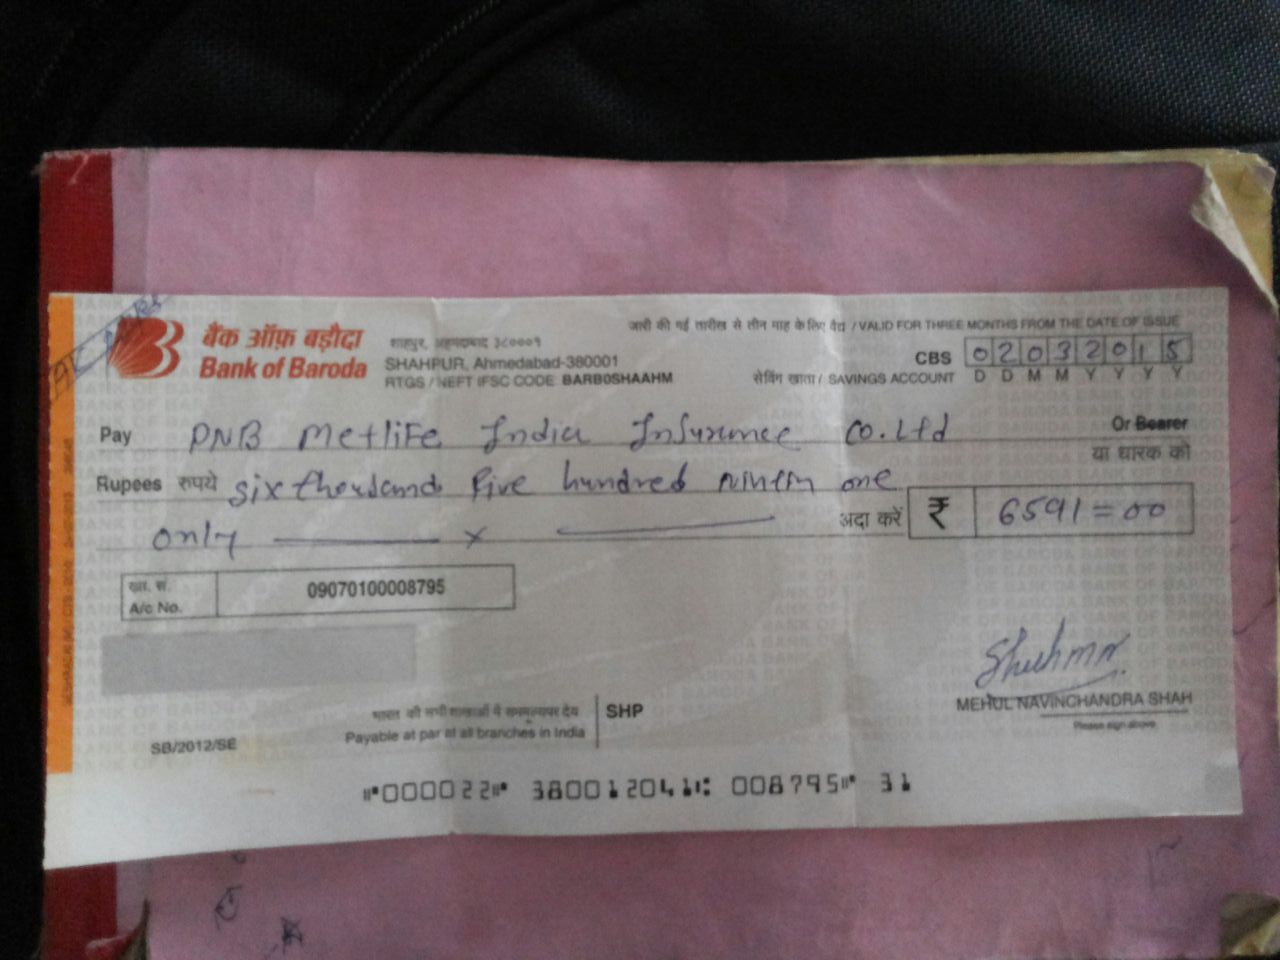 A/C Payee
बैंक ऑफ़ बड़ौदा
Bank of Baroda
शाहपुर, अहमदाबाद ३८०००१
SHAHPUR, Ahmedabad-380001
RTGS / NEFT IFSC CODE: BARB0SHAAHM
जारी की गई तारीख से तीन माह के लिए वैध / VALID FOR THREE MONTHS FROM THE DATE OF ISSUE
CBS 02032015
D D M M Y Y Y Y
सेविंग खाता / SAVINGS ACCOUNT
Pay PNB MetliFe India Insurance CO.Ltd Or Bearer
या धारक को
Rupees रुपये six thousand five hundred one
only x अदा करें ₹ 6591=00
खा. सं.
A/c No. 09070100008795
MEHUL NAVINCHANDRA SHAH
Please sign above
भारत की सभी शाखाओं में सममूल्यपर देय
Payable at par at all branches in India
SHP
SB/2012/SE
⑈000022⑈ 380012041⑆ 008795⑈ 31